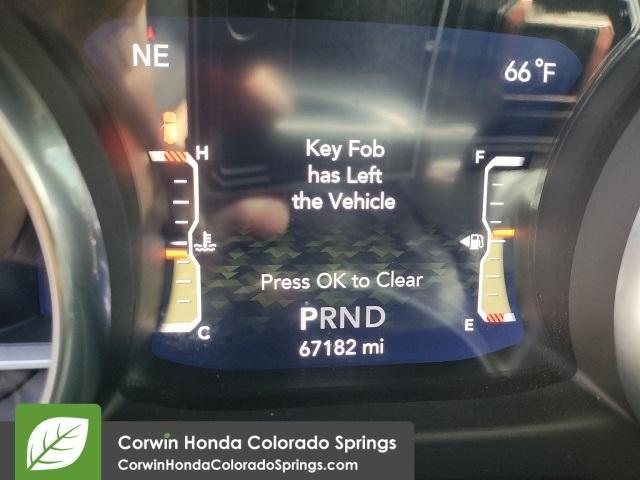 NE
66°F
H
F
Key Fob
has Left
the Vehicle
Press OK to Clear
C
E
PRND
67182 mi
Corwin Honda Colorado Springs
CorwinHondaColoradoSprings.com